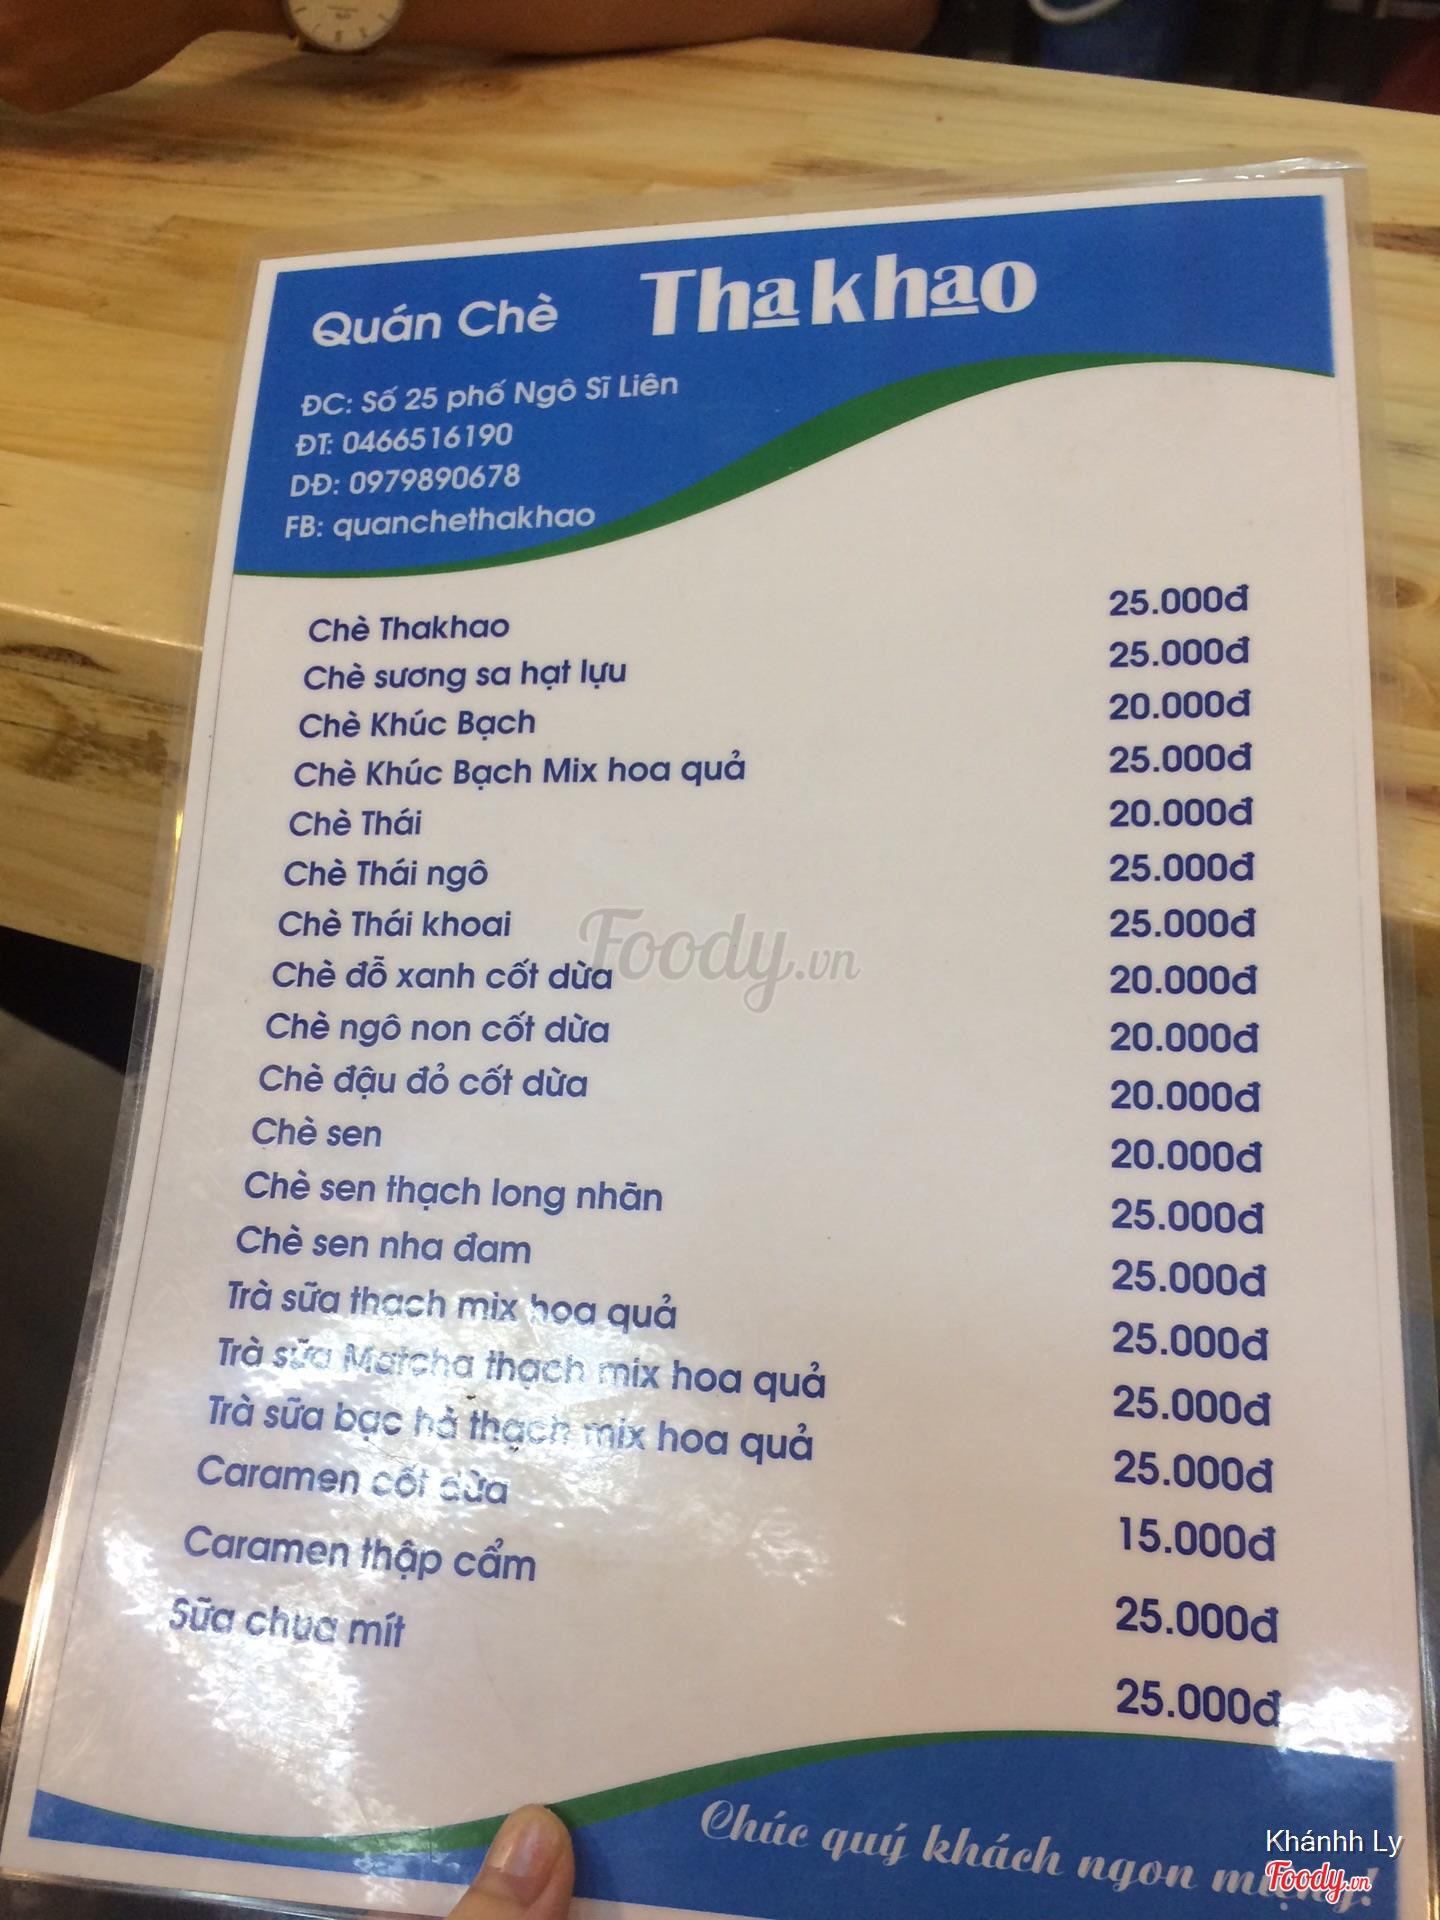 Quán Chè Thakhao
ĐC: Số 25 phố Ngô Sĩ Liên
ĐT: 0466516190
DĐ: 0979890678
FB: quanchethakhao
Chè Thakhao 25.000đ
Chè sương sa hạt lựu 25.000đ
Chè Khúc Bạch 20.000đ
Chè Khúc Bạch Mix hoa quả 25.000đ
Chè Thái 20.000đ
Chè Thái ngô 25.000đ
Chè Thái khoai 25.000đ
Chè đỗ xanh cốt dừa 20.000đ
Chè ngô non cốt dừa 20.000đ
Chè đậu đỏ cốt dừa 20.000đ
Chè sen 20.000đ
Chè sen thạch long nhãn 25.000đ
Chè sen nha đam 25.000đ
Trà sữa thạch mix hoa quả 25.000đ
Trà sữa Matcha thạch mix hoa quả 25.000đ
Trà sữa bạc hà thạch mix hoa quả 25.000đ
Caramen cốt dừa 15.000đ
Caramen thập cẩm 25.000đ
Sữa chua mít 25.000đ
Chúc quý khách ngon miệng!
Foody.vn
Khánhh Ly
Foody.vn